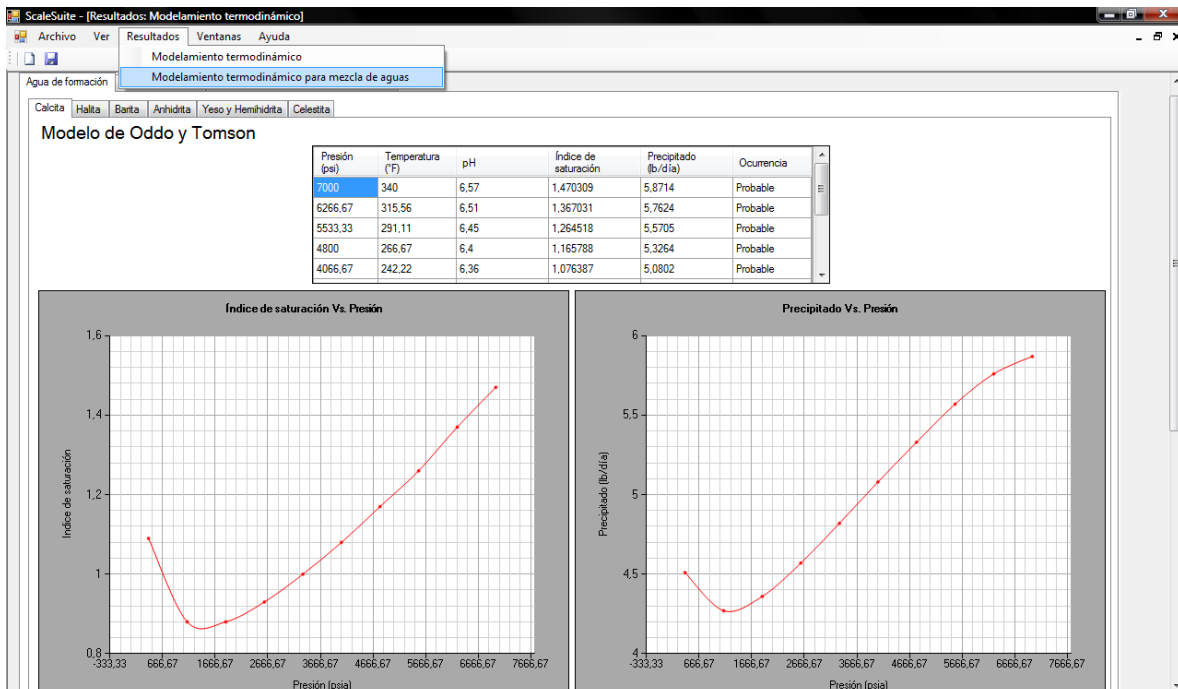 ScaleSuite - [Resultados: Modelamiento termodinámico]
Archivo Ver Resultados Ventanas Ayuda
Modelamiento termodinámico
Modelamiento termodinámico para mezcla de aguas
Agua de formación
Calcita Halita Barita Anhidrita Yeso y Hemihidrita Celestita
Modelo de Oddo y Tomson
Presión (psi) Temperatura (°F) pH Índice de saturación Precipitado (lb/día) Ocurrencia
7000 340 6,57 1,470309 5,8714 Probable
6266,67 315,56 6,51 1,367031 5,7624 Probable
5533,33 291,11 6,45 1,264518 5,5705 Probable
4800 266,67 6,4 1,165788 5,3264 Probable
4066,67 242,22 6,36 1,076387 5,0802 Probable
Índice de saturación Vs. Presión
1,6
1,4
1,2
1
0,8
Indice de saturación
-333,33 666,67 1666,67 2666,67 3666,67 4666,67 5666,67 6666,67 7666,67
Presión (psia)
Precipitado Vs. Presión
6
5,5
5
4,5
4
Precipitado (lb/día)
-333,33 666,67 1666,67 2666,67 3666,67 4666,67 5666,67 6666,67 7666,67
Presión (psia)